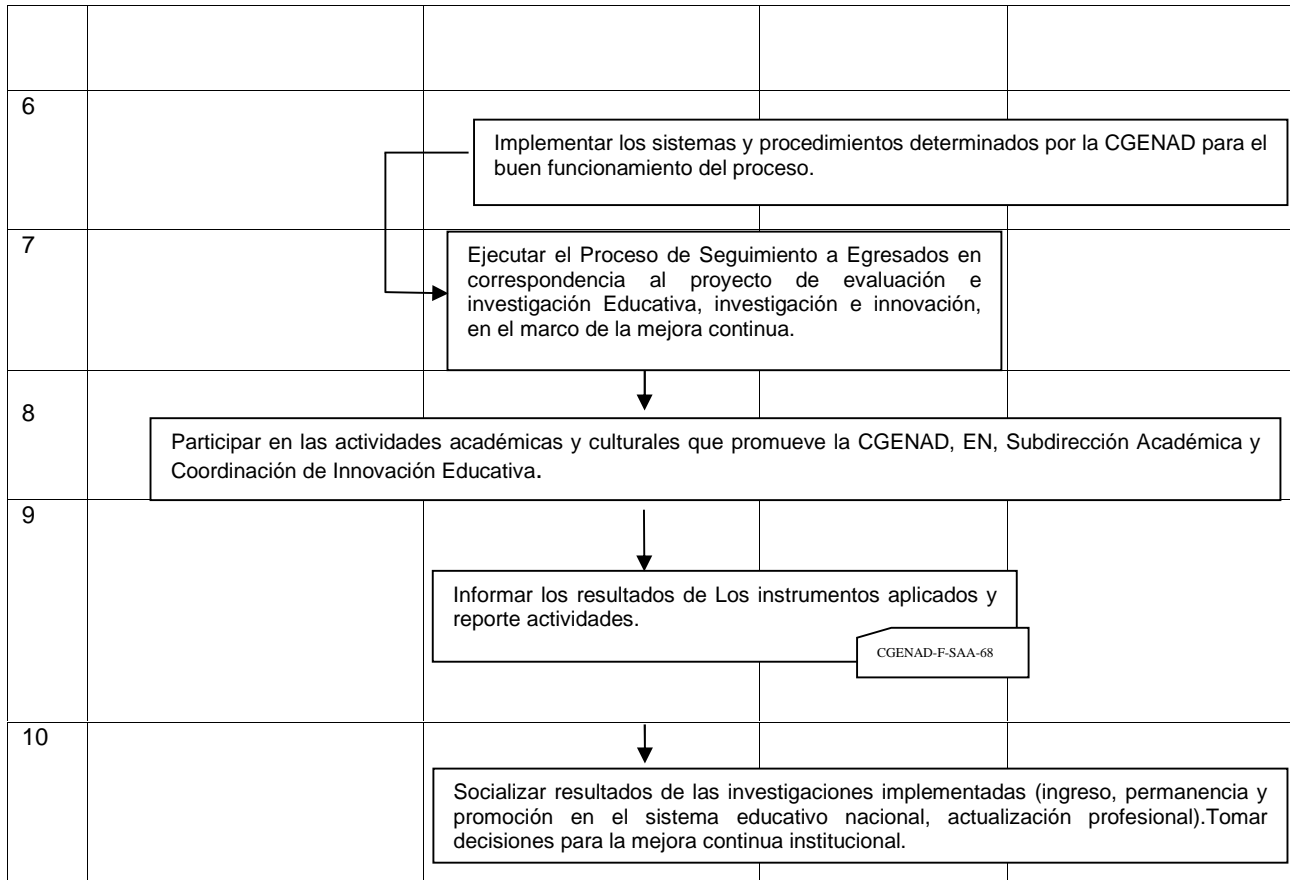 6
Implementar los sistemas y procedimientos determinados por la CGENAD para el
buen funcionamiento del proceso.
7
Ejecutar el Proceso de Seguimiento a Egresados en
correspondencia al proyecto de evaluación e
investigación Educativa, investigación e innovación,
en el marco de la mejora continua.
8
Participar en las actividades académicas y culturales que promueve la CGENAD, EN, Subdirección Académica y
Coordinación de Innovación Educativa.
9
Informar los resultados de Los instrumentos aplicados y
reporte actividades.
CGENAD-F-SAA-68
10
Socializar resultados de las investigaciones implementadas (ingreso, permanencia y
promoción en el sistema educativo nacional, actualización profesional).Tomar
decisiones para la mejora continua institucional.